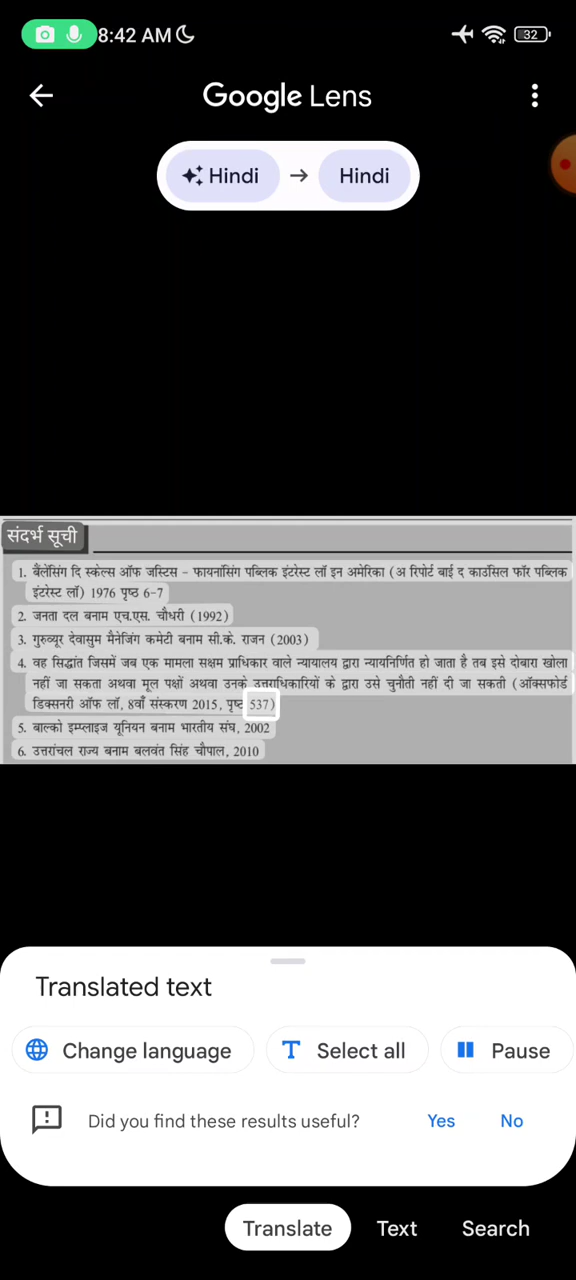 8:42 AM
32
Google Lens
Hindi → Hindi
संदर्भ सूची
1. बैलेंसिंग दि स्केल्स ऑफ जस्टिस – फायनांसिंग पब्लिक इंटरेस्ट लॉ इन अमेरिका (अ रिपोर्ट बाई द काउंसिल फॉर पब्लिक
इंटरेस्ट लॉ) 1976 पृष्ठ 6-7
2. जनता दल बनाम एच.एस. चौधरी (1992)
3. गुरुव्यूर देवासुम मैनेजिंग कमेटी बनाम सी.के. राजन (2003)
4. वह सिद्धांत जिसमें जब एक मामला सक्षम प्राधिकार वाले न्यायालय द्वारा न्यायनिर्णित हो जाता है तब इसे दोबारा खोला
नहीं जा सकता अथवा मूल पक्षों अथवा उनके उत्तराधिकारियों के द्वारा उसे चुनौती नहीं दी जा सकती (ऑक्सफोर्ड
डिक्सनरी ऑफ लॉ, 8वाँ संस्करण 2015, पृष्ट 537)
5. बाल्को इम्प्लाइज यूनियन बनाम भारतीय संघ, 2002
6. उत्तरांचल राज्य बनाम बलवंत सिंह चौपाल, 2010
Translated text
Change language
Select all
Pause
Did you find these results useful?
Yes
No
Translate
Text
Search